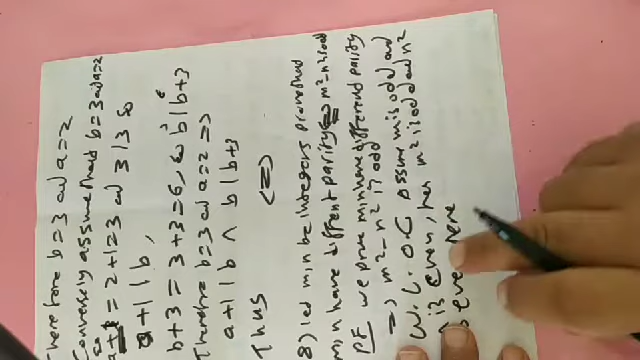 Therefore b=3 and a=2
Conversely assume that b=3 and a=2
a+1 = 2+1=3 and 3|3 so
a+1|b,
b+3 = 3+3=6, so b|b+3
Therefore b=3 and a=2 =>
a+1|b ^ b|b+3
Thus <=>
8) let m,n be integers prove that
m,n have different parity <=> m²-n² is odd
pf we prove m,n have different parity
=> m²-n² is odd
W.L.O.G assume m is odd and
n is even, then m² is odd and n²
is even